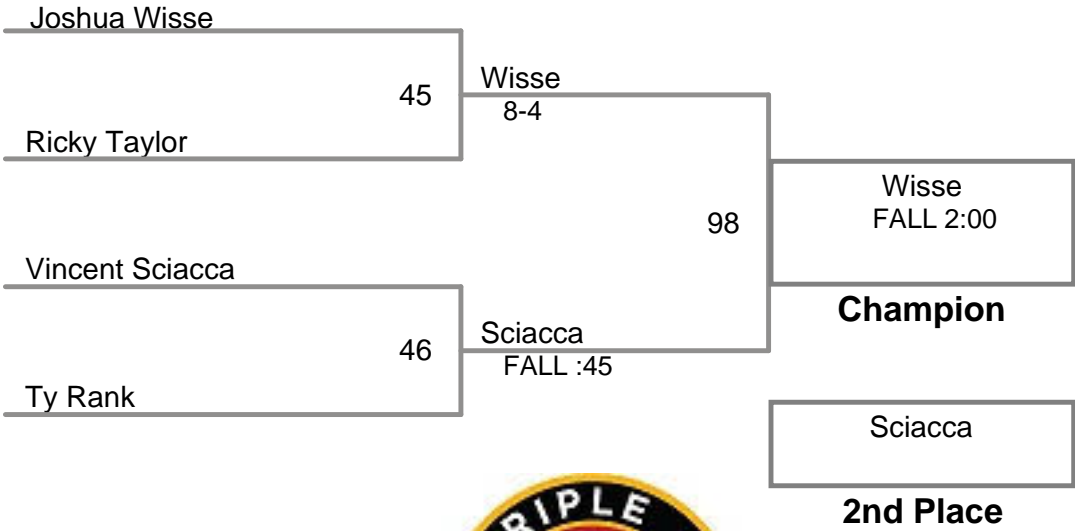 Joshua Wisse
45
Wisse
8-4
Ricky Taylor
98
Wisse
FALL 2:00
Champion
Vincent Sciacca
46
Sciacca
FALL :45
Ty Rank
Sciacca
2nd Place